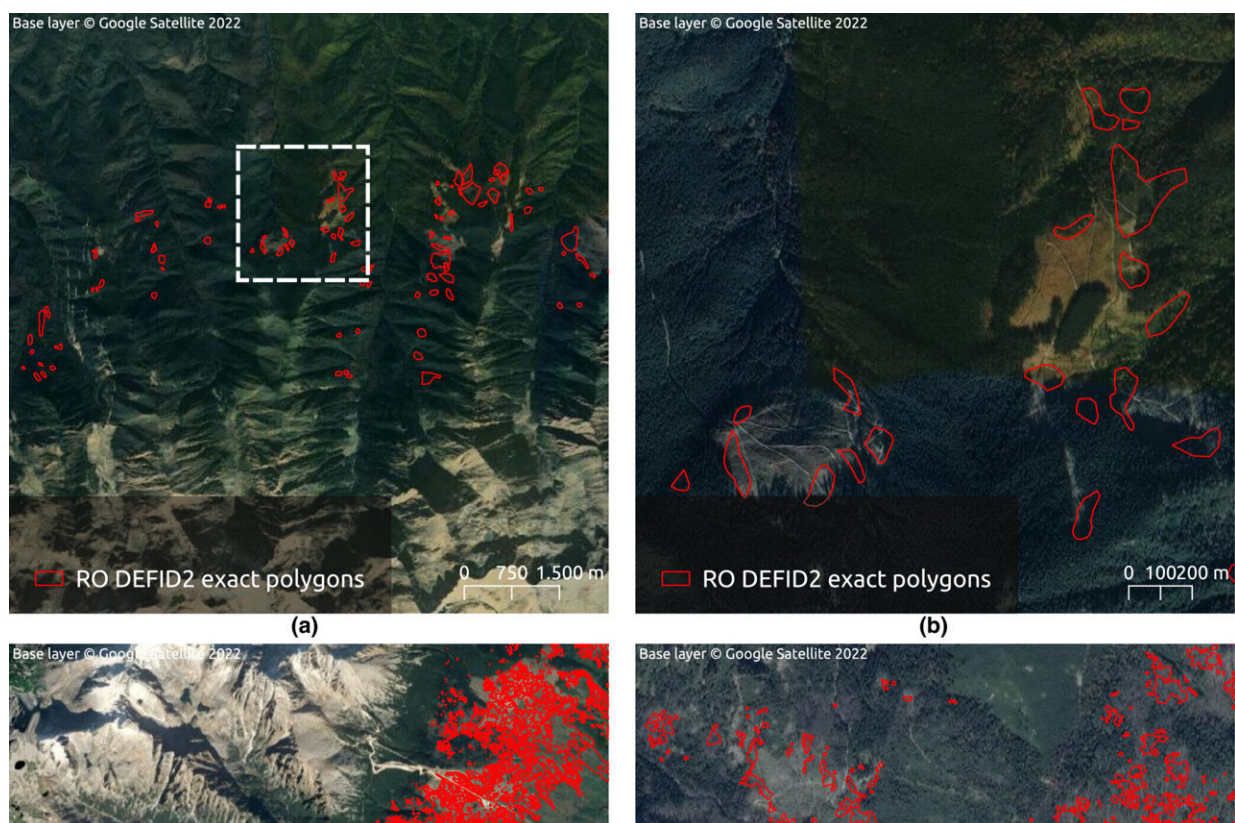 Base layer © Google Satellite 2022
Base layer © Google Satellite 2022
RO DEFID2 exact polygons
0 750 1.500 m
RO DEFID2 exact polygons
0 100200 m
(a)
(b)
Base layer © Google Satellite 2022
Base layer © Google Satellite 2022